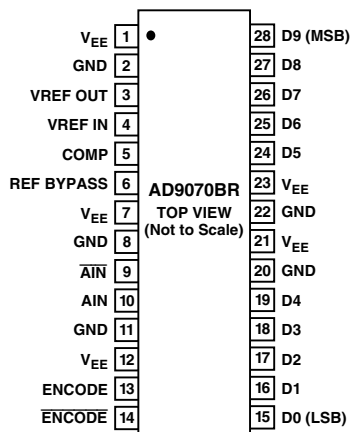 VEE 1
GND 2
VREF OUT 3
VREF IN 4
COMP 5
REF BYPASS 6
VEE 7
GND 8
AIN 9
AIN 10
GND 11
VEE 12
ENCODE 13
ENCODE 14
AD9070BR
TOP VIEW
(Not to Scale)
28 D9 (MSB)
27 D8
26 D7
25 D6
24 D5
23 VEE
22 GND
21 VEE
20 GND
19 D4
18 D3
17 D2
16 D1
15 D0 (LSB)